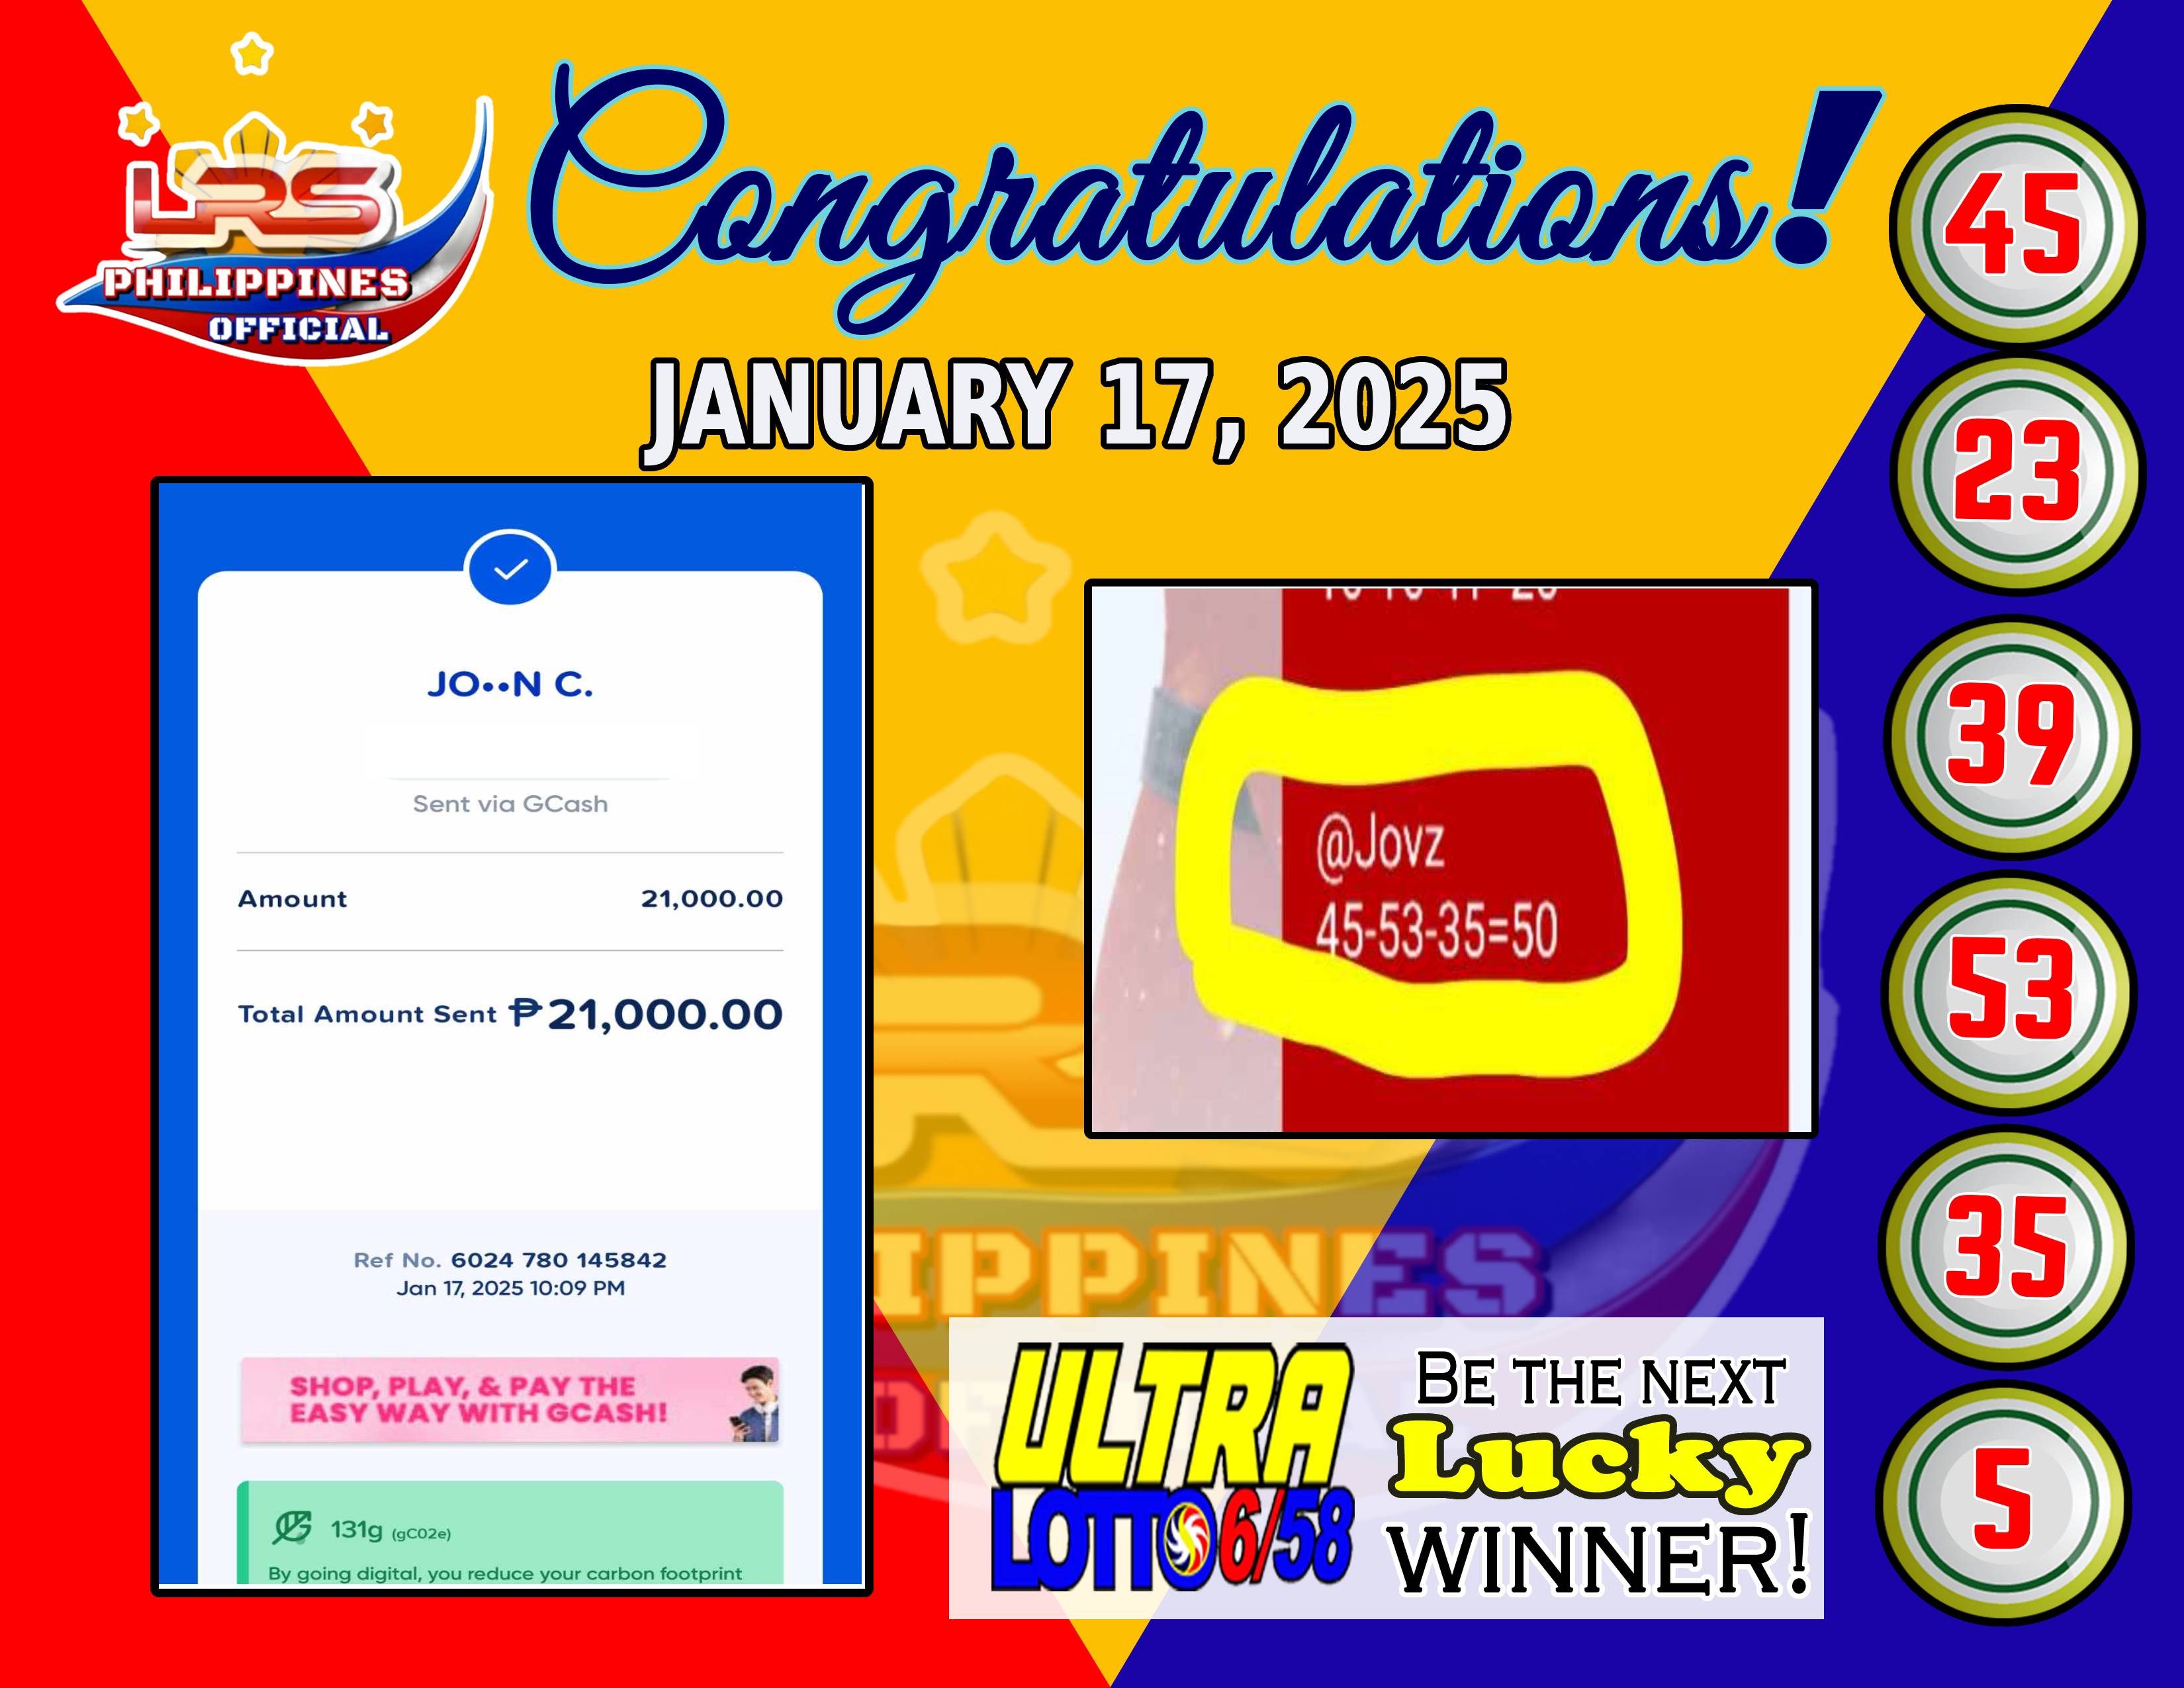 LRS
PHILIPPINES
OFFICIAL
Congratulations!
JANUARY 17, 2025
JO••N C.
Sent via GCash
Amount 21,000.00
Total Amount Sent ₱21,000.00
Ref No. 6024 780 145842
Jan 17, 2025 10:09 PM
SHOP, PLAY, & PAY THE
EASY WAY WITH GCASH!
131g (gC02e)
By going digital, you reduce your carbon footprint
@Jovz
45-53-35=50
ULTRA
LOTTO 6/58
BE THE NEXT
Lucky
WINNER!
45
23
39
53
35
5